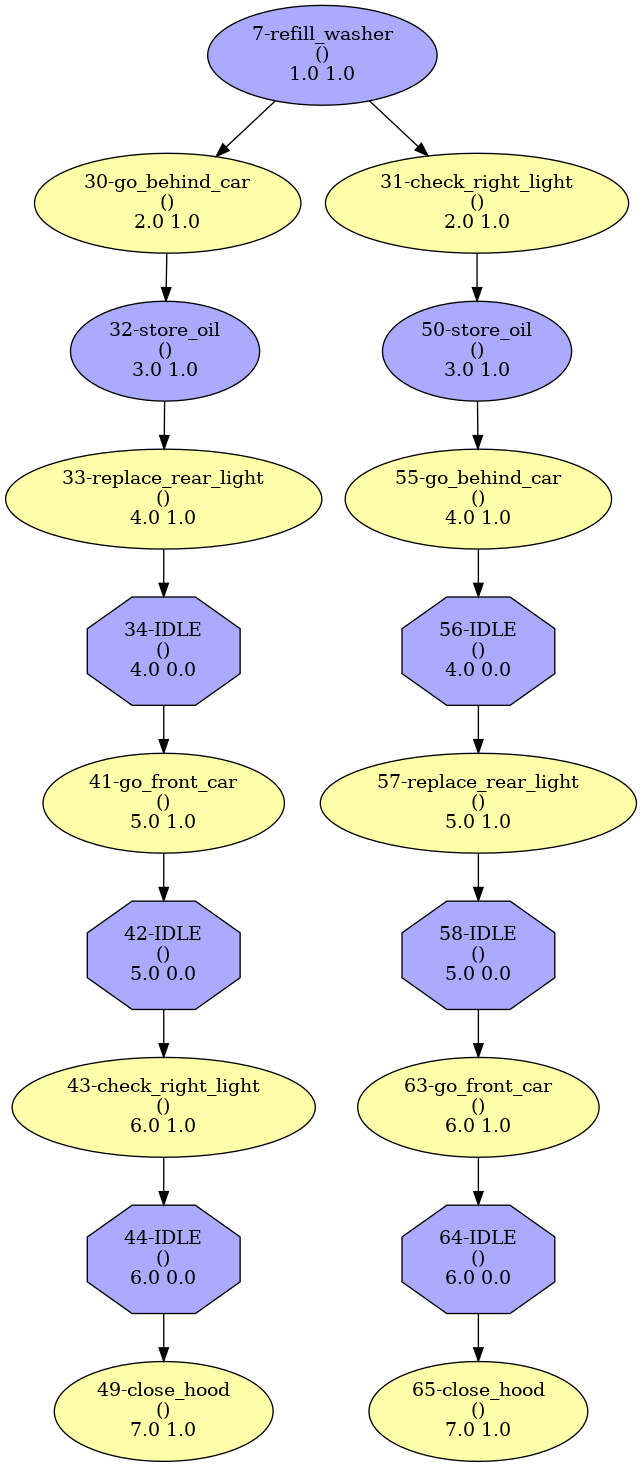 7-refill_washer
()
1.0 1.0
30-go_behind_car
()
2.0 1.0
31-check_right_light
()
2.0 1.0
32-store_oil
()
3.0 1.0
50-store_oil
()
3.0 1.0
33-replace_rear_light
()
4.0 1.0
55-go_behind_car
()
4.0 1.0
34-IDLE
()
4.0 0.0
56-IDLE
()
4.0 0.0
41-go_front_car
()
5.0 1.0
57-replace_rear_light
()
5.0 1.0
42-IDLE
()
5.0 0.0
58-IDLE
()
5.0 0.0
43-check_right_light
()
6.0 1.0
63-go_front_car
()
6.0 1.0
44-IDLE
()
6.0 0.0
64-IDLE
()
6.0 0.0
49-close_hood
()
7.0 1.0
65-close_hood
()
7.0 1.0